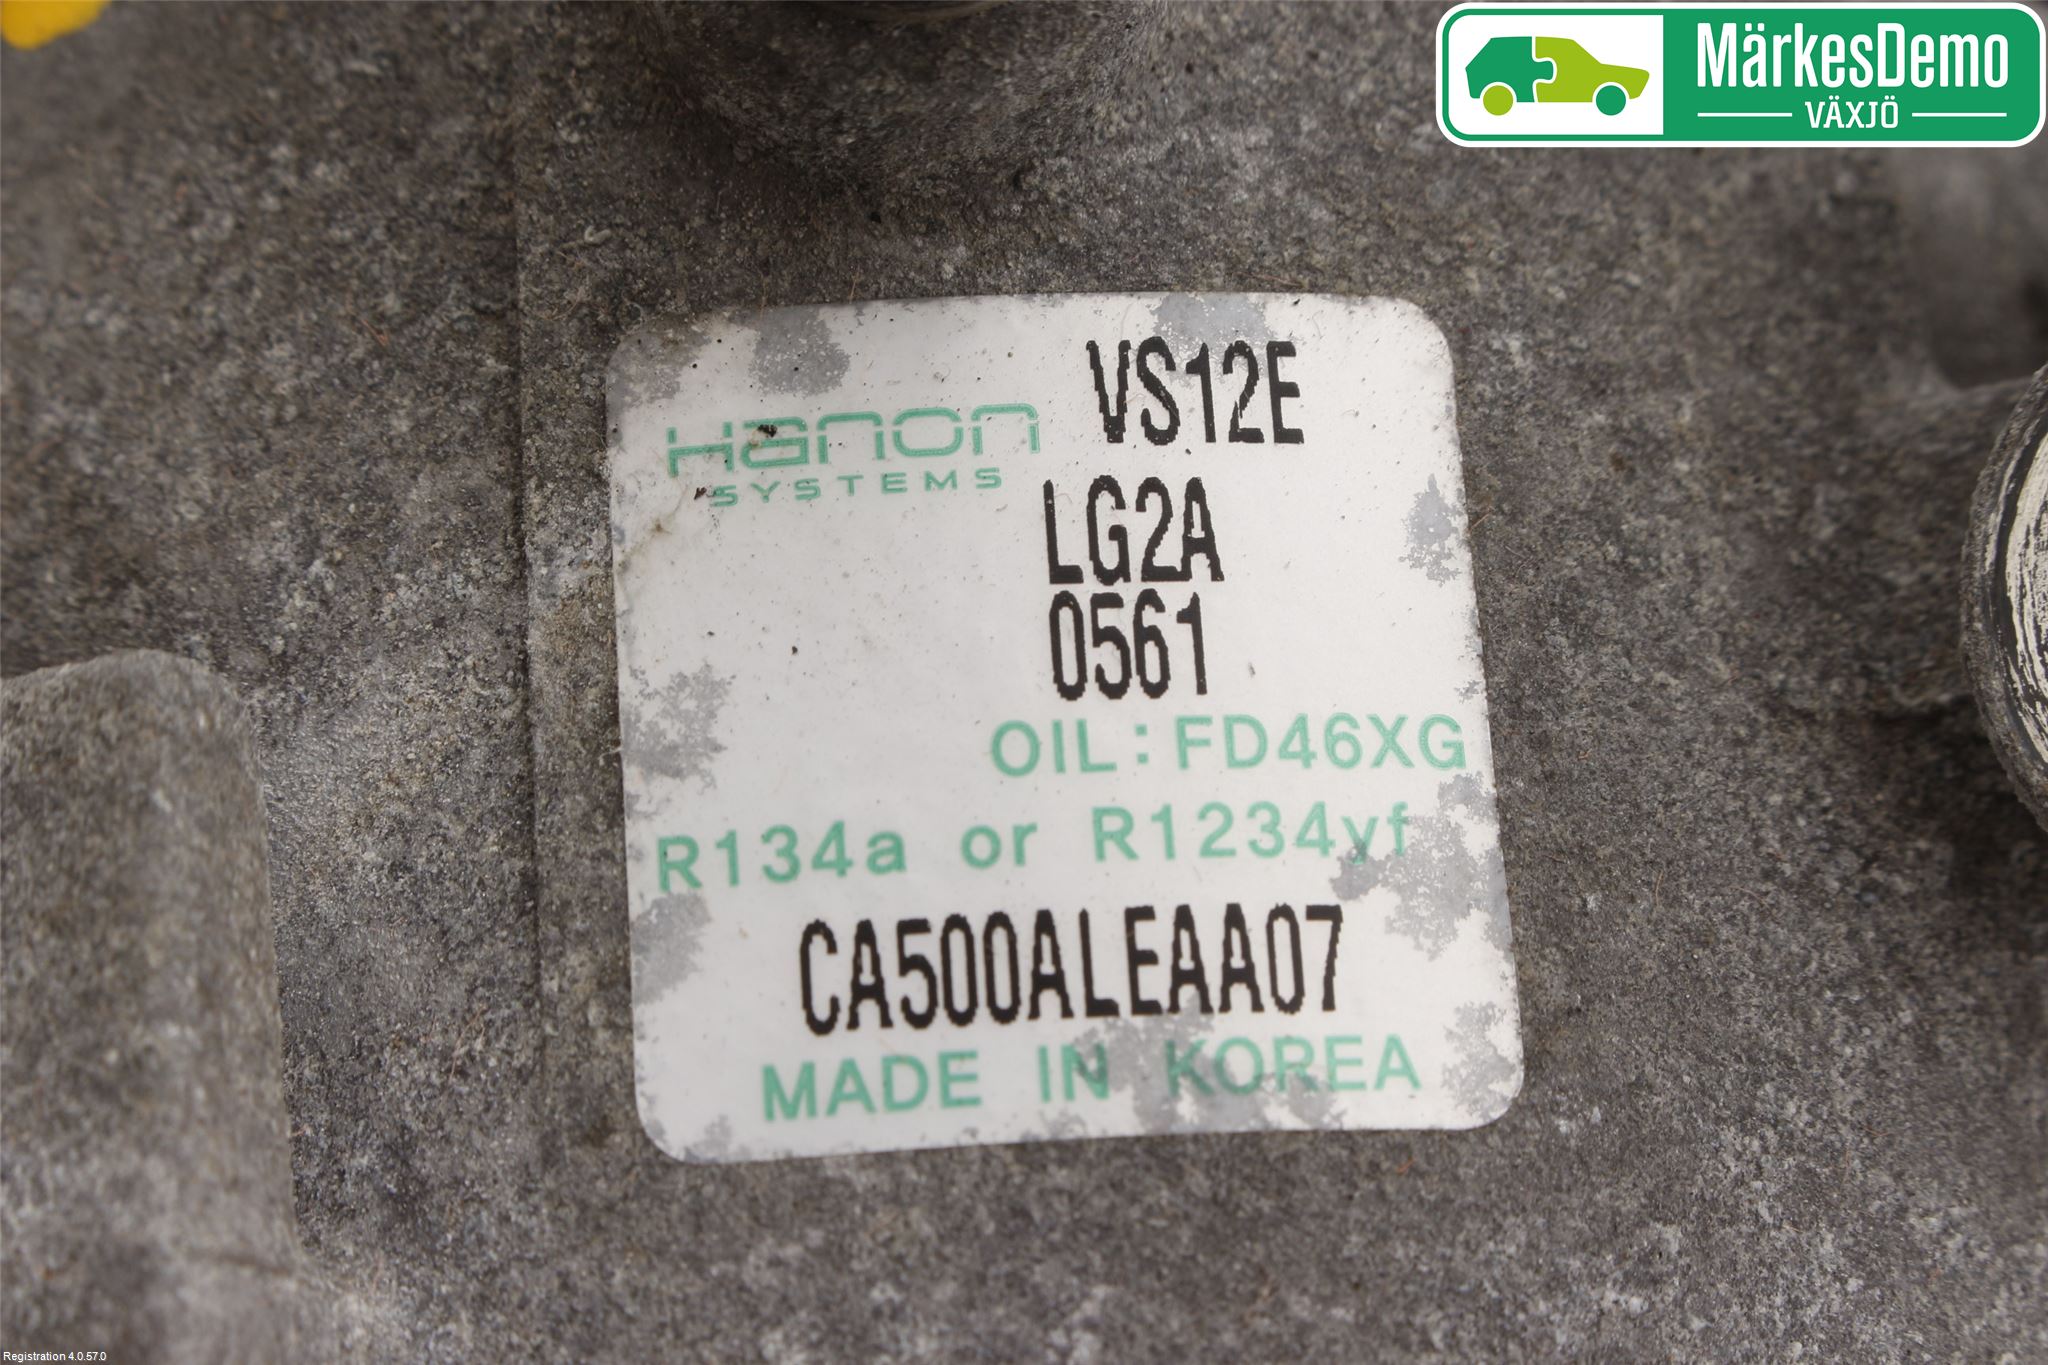 MärkesDemo
VÄXJÖ
Hanon VS12E
SYSTEMS
LG2A
0561
OIL: FD46XG
R134a or R1234yf
CA500ALEAA07
MADE IN KOREA
Registration 4.0.57.0